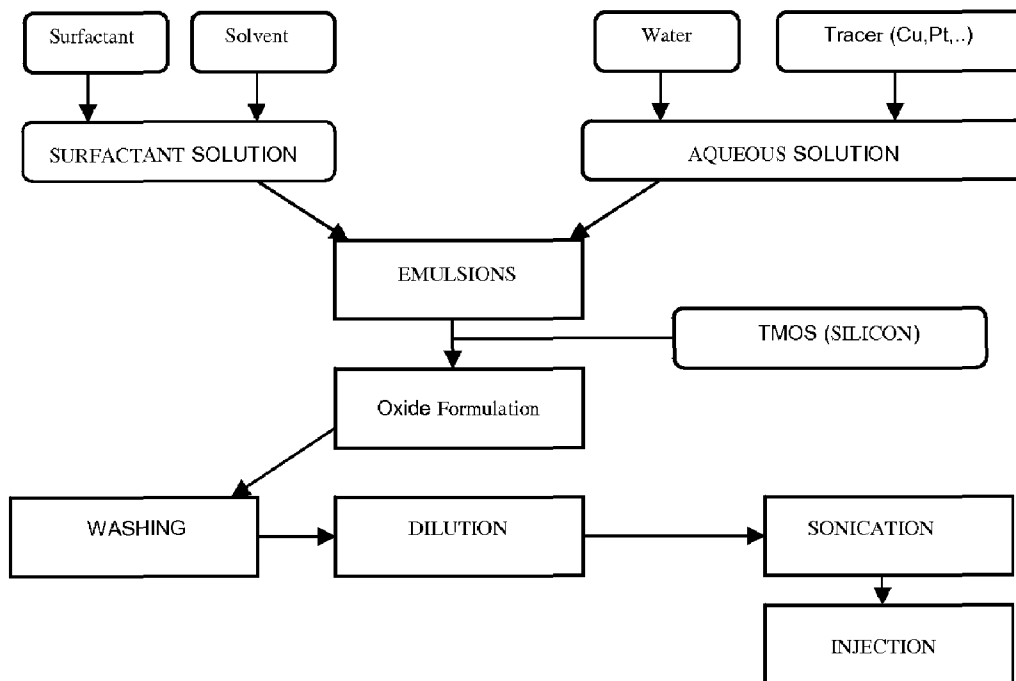 Surfactant
Solvent
Water
Tracer (Cu,Pt,..)
SURFACTANT SOLUTION
AQUEOUS SOLUTION
EMULSIONS
TMOS (SILICON)
Oxide Formulation
WASHING
DILUTION
SONICATION
INJECTION